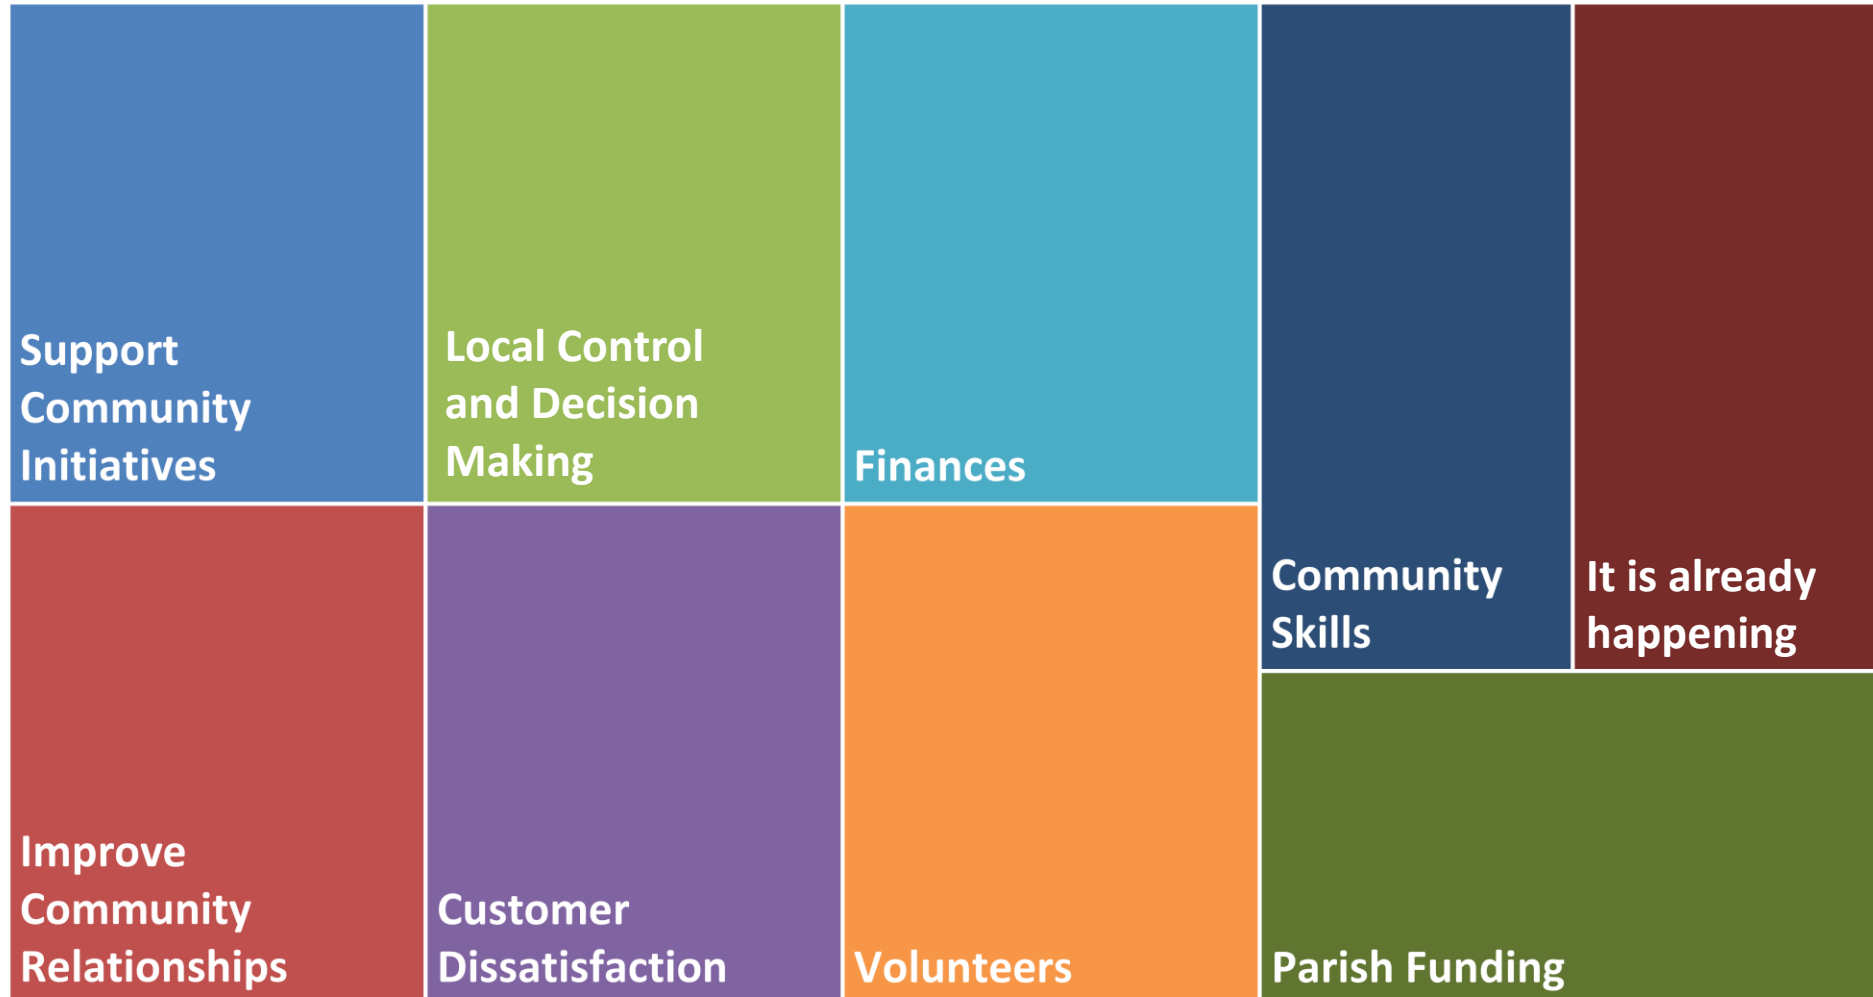 Support
Community
Initiatives
Local Control
and Decision
Making
Finances
Community
Skills
It is already
happening
Improve
Community
Relationships
Customer
Dissatisfaction
Volunteers
Parish Funding